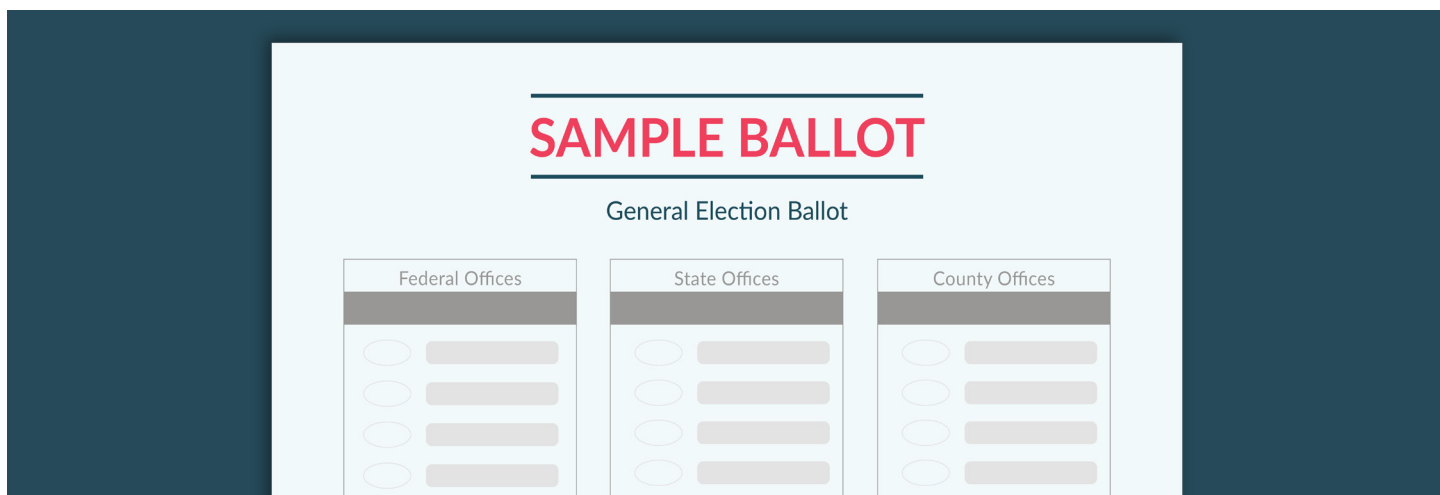 SAMPLE BALLOT
General Election Ballot
Federal Offices
State Offices
County Offices